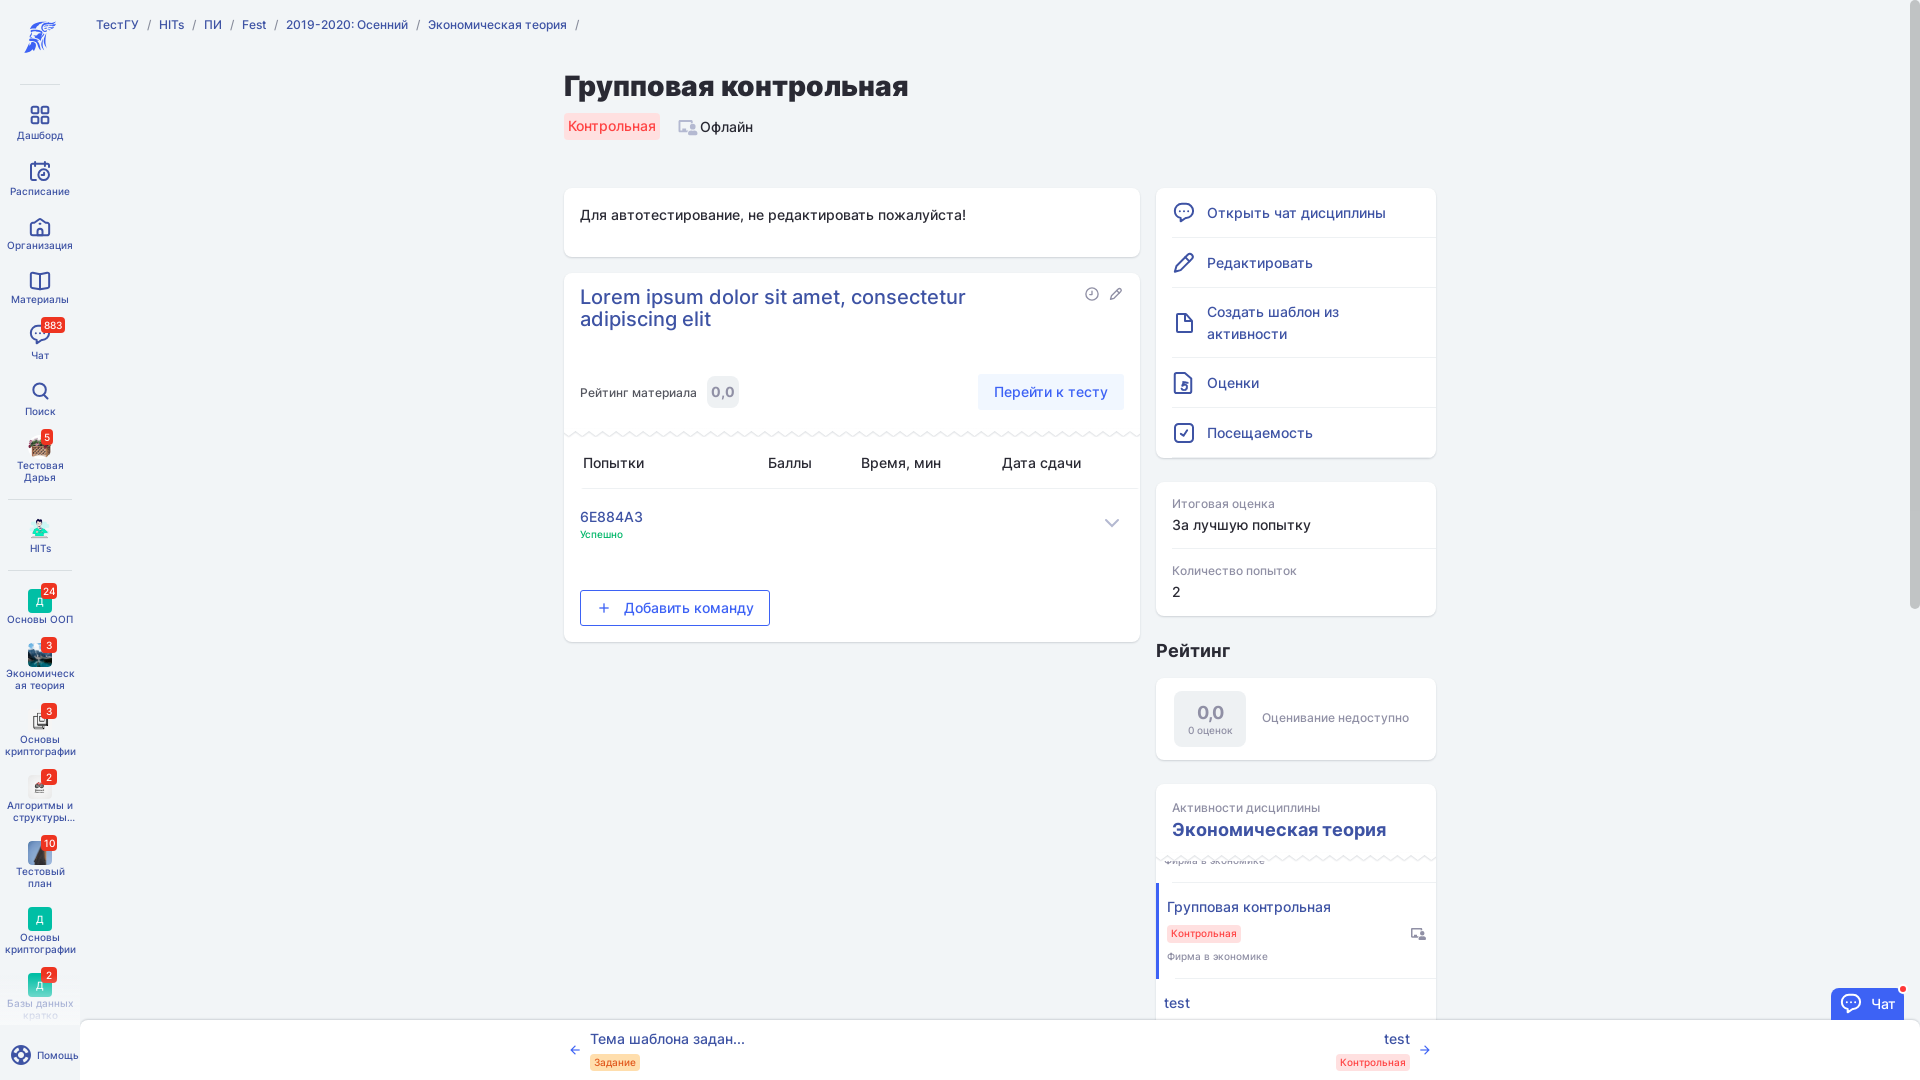 ТестГУ / HITs / ПИ / Fest / 2019-2020: Осенний / Экономическая теория /
Дашборд
Расписание
Организация
Материалы
883
Чат
Поиск
5
Тестовая
Дарья
HITs
24
Д
Основы ООП
3
Экономическ
ая теория
3
Основы
криптографии
2
Алгоритмы и
структуры...
10
Тестовый
план
Д
Основы
криптографии
2
Д
Базы данных
кратко
Помощь
Групповая контрольная
Контрольная
Офлайн
Для автотестирование, не редактировать пожалуйста!
Lorem ipsum dolor sit amet, consectetur
adipiscing elit
Рейтинг материала 0,0
Перейти к тесту
Попытки Баллы Время, мин Дата сдачи
6E884A3
Успешно
+ Добавить команду
Открыть чат дисциплины
Редактировать
Создать шаблон из
активности
5
Оценки
Посещаемость
Итоговая оценка
За лучшую попытку
Количество попыток
2
Рейтинг
0,0
0 оценок
Оценивание недоступно
Активности дисциплины
Экономическая теория
Фирма в экономике
Групповая контрольная
Контрольная
Фирма в экономике
test
Чат
Тема шаблона задан...
Задание
test
Контрольная